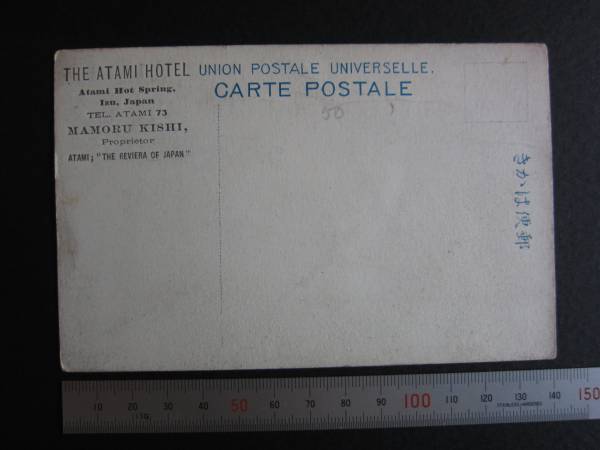 THE ATAMI HOTEL
Atami Hot Spring,
Izu, Japan
TEL. ATAMI 73
MAMORU KISHI,
Proprietor
ATAMI; "THE REVIERA OF JAPAN"
UNION POSTALE UNIVERSELLE.
CARTE POSTALE
50
きかは便郵
10 20 30 40 50 60 70 80 90 100 110 120 130 140 150